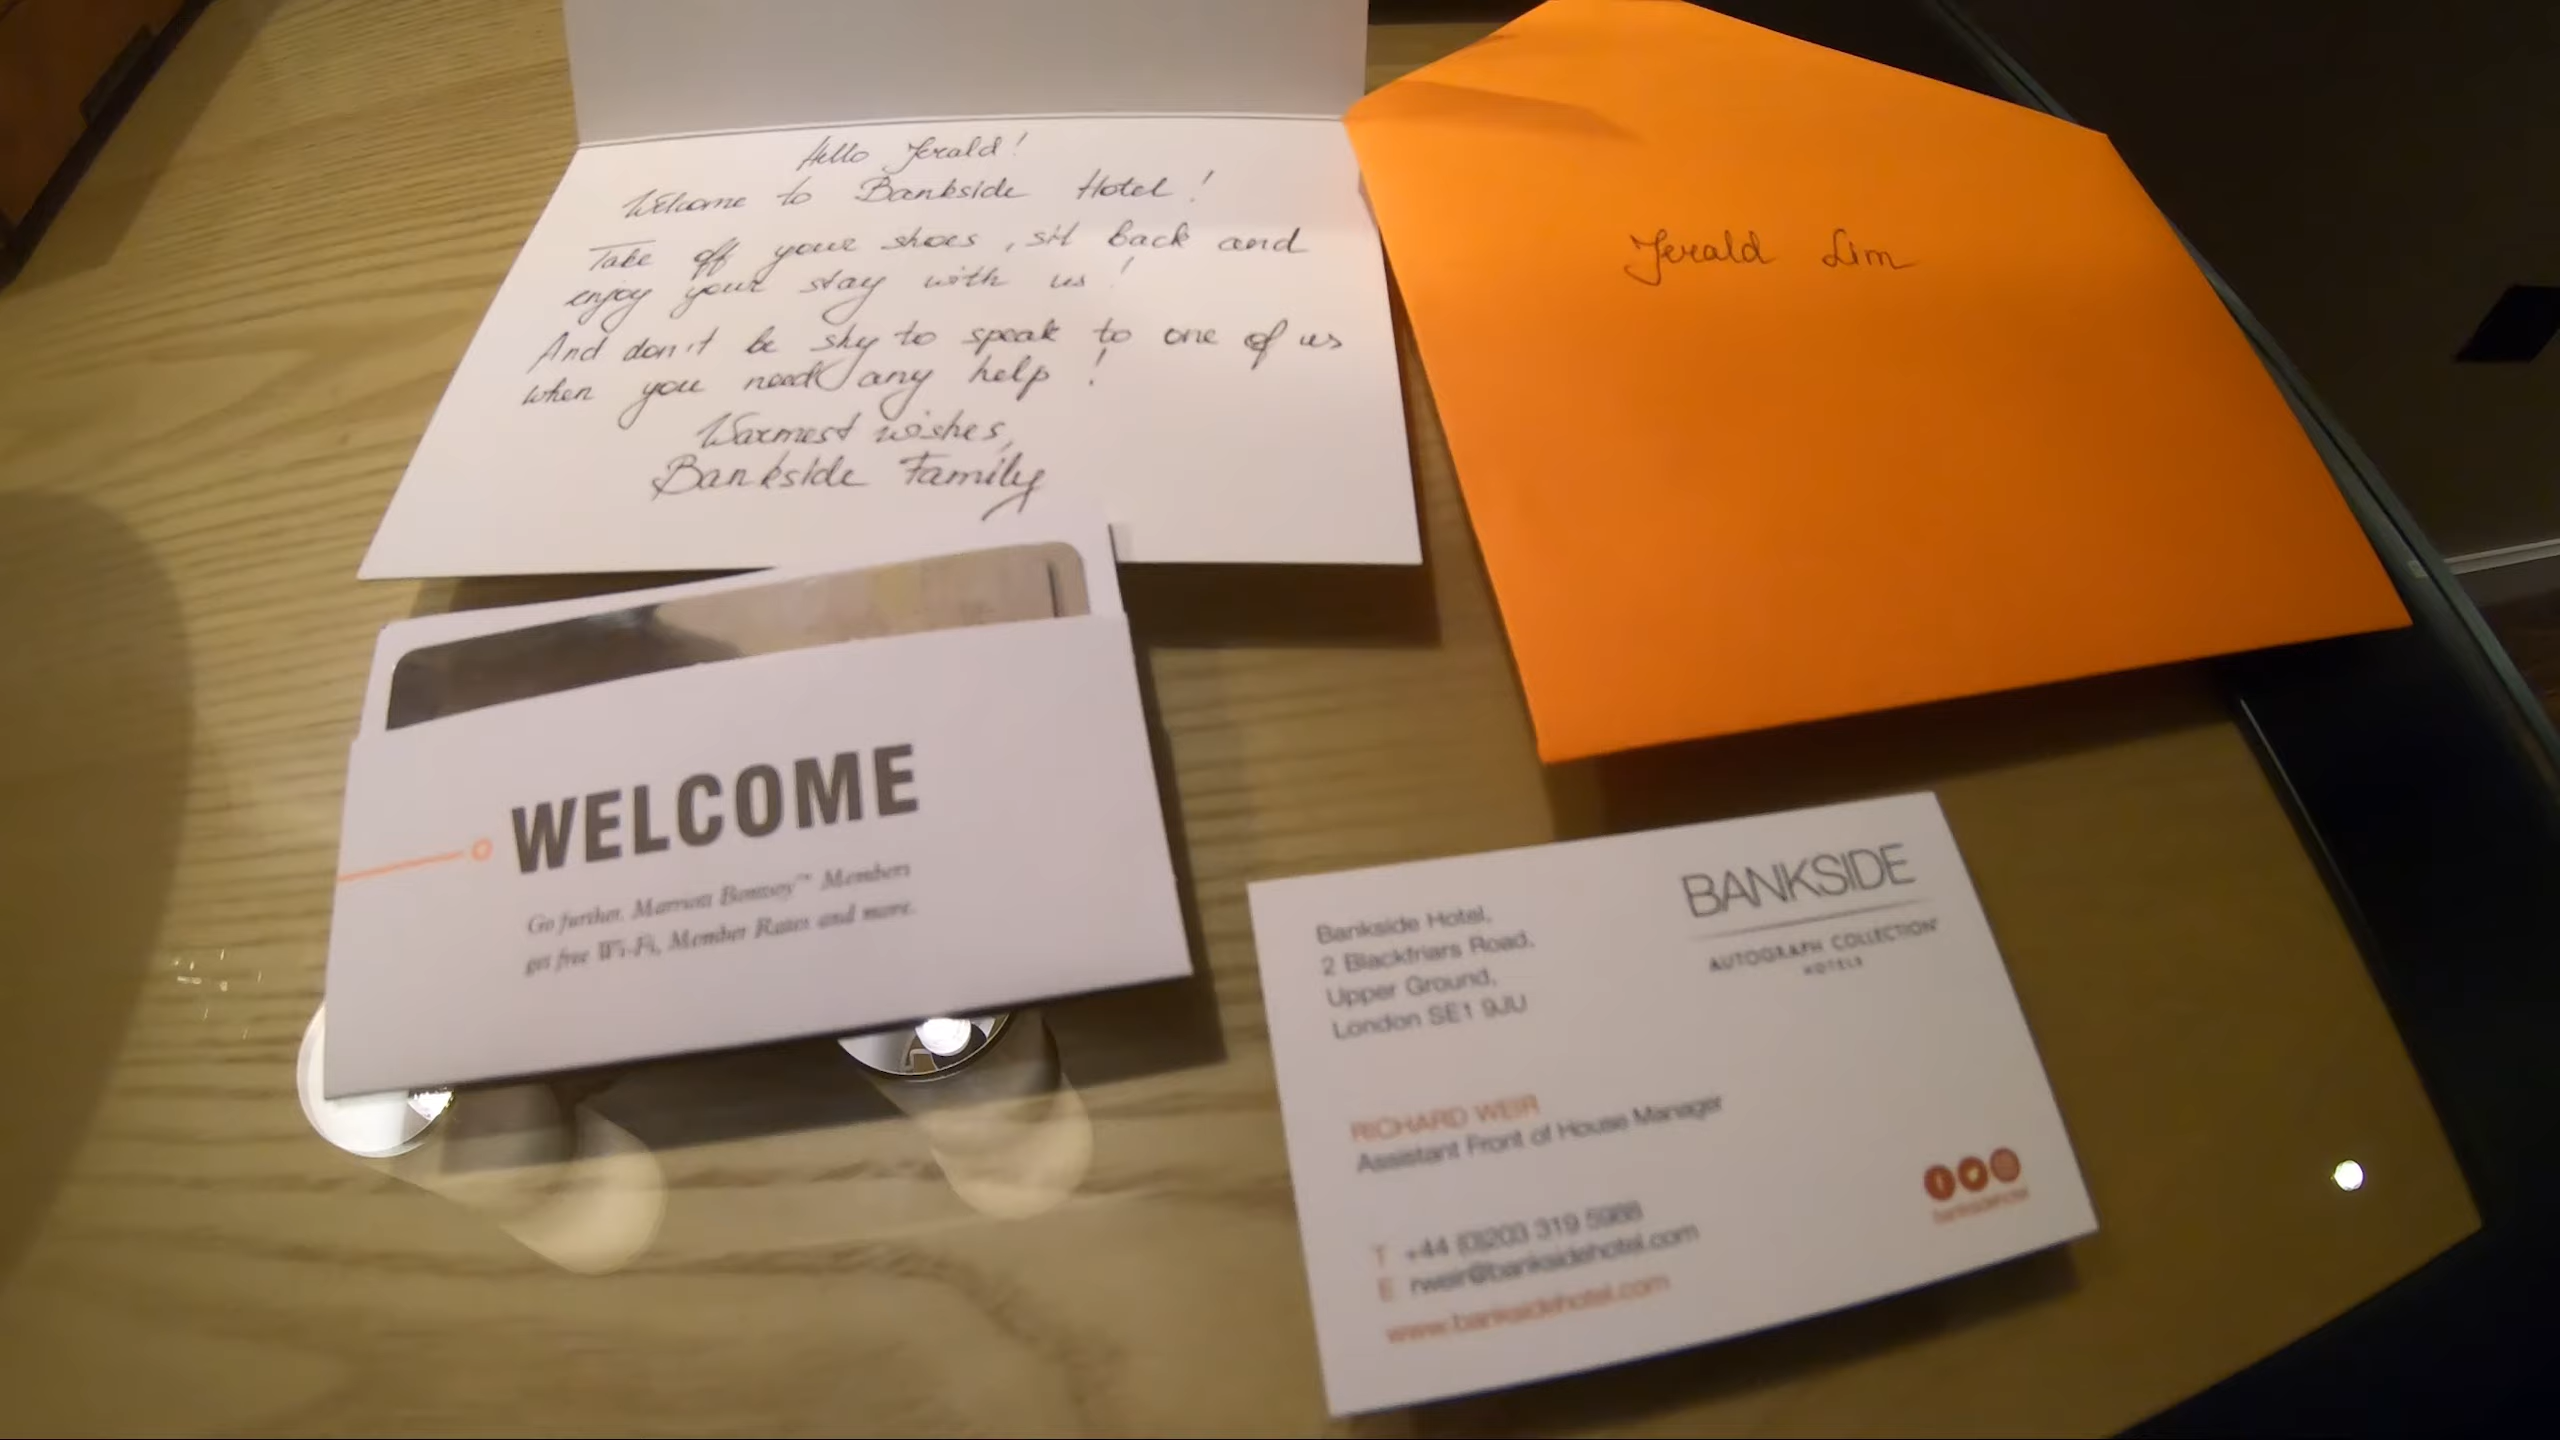 Hello Jerald!
Welcome to Bankside Hotel!
Take off your shoes, sit back and
enjoy your stay with us!
And don't be shy to speak to one of us
when you need any help!
Warmest wishes,
Bankside Family
Jerald Lim
WELCOME
Go further. Marriott Bonvoy™ Members
get free Wi-Fi, Member Rates and more.
BANKSIDE
AUTOGRAPH COLLECTION®
HOTELS
Bankside Hotel,
2 Blackfriars Road,
Upper Ground,
London SE1 9JU
RICHARD WEIR
Assistant Front of House Manager
T +44 (0)203 319 5988
E rweir@banksidehotel.com
www.banksidehotel.com
banksidehotel